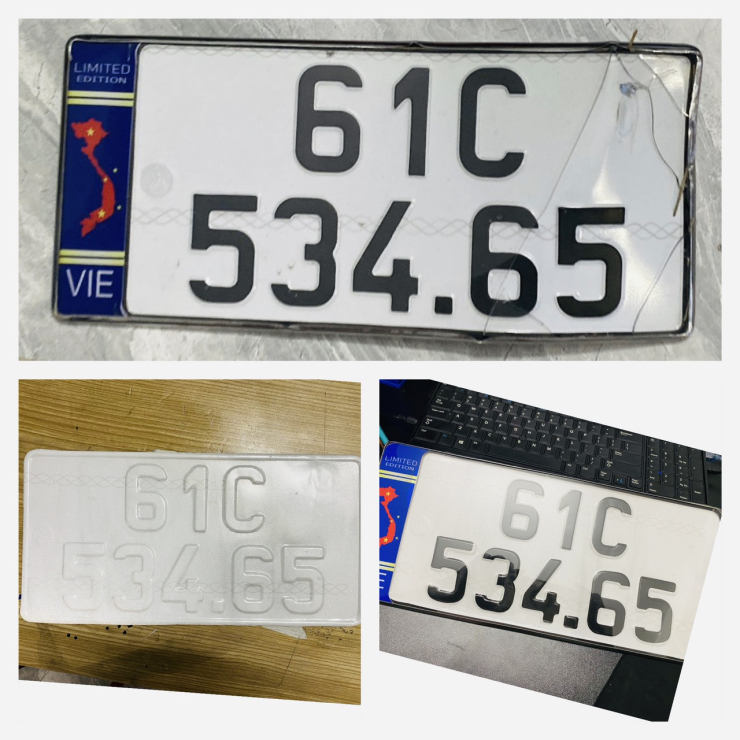 LIMITED
EDITION
VIE
61C
534.65
61C
534.65
LIMITED
EDITION
E
61C
534.65